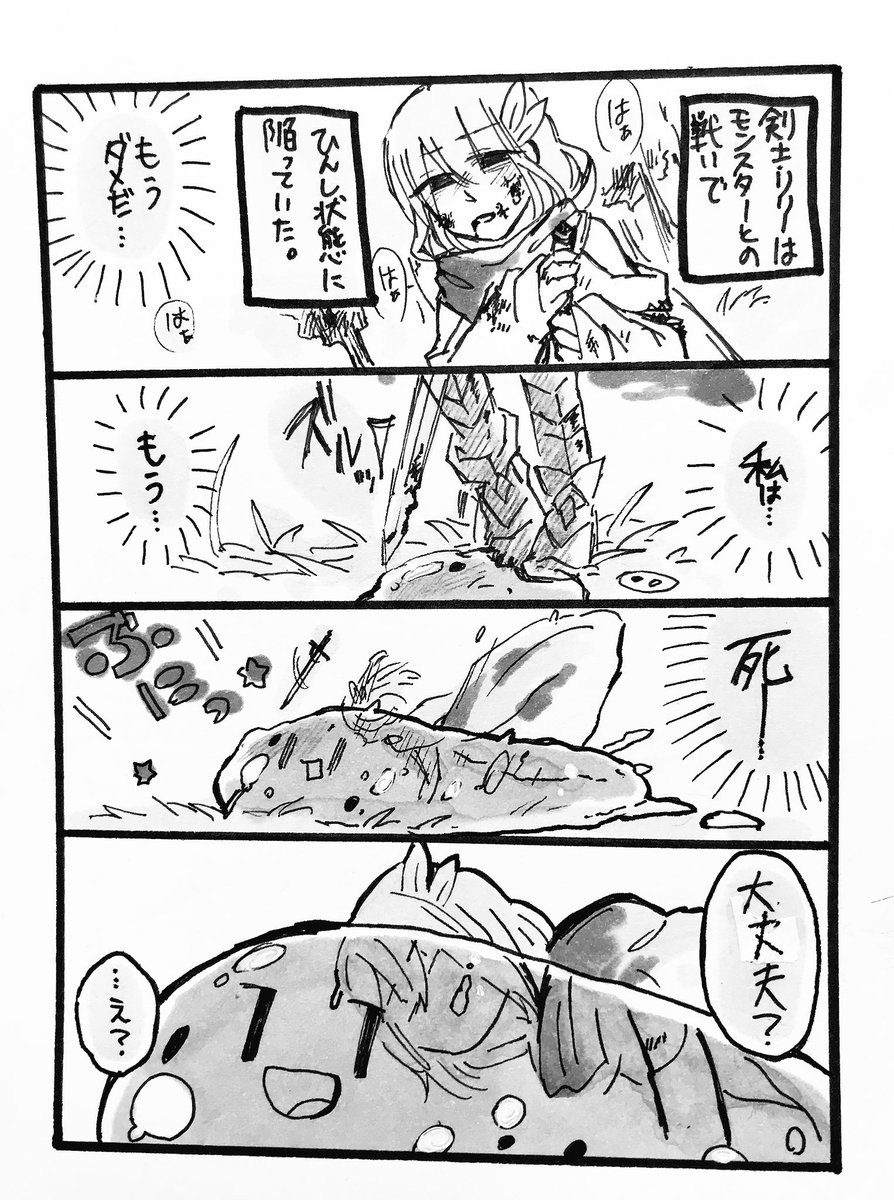 剣士リリーは
モンスターとの
戦いで
はぁ
ひんし状態に
陥っていた。
はぁ
もう
ダメだ…
はぁ
私は…
ズルッ
もう…
死…
ぷにっ
大丈夫？
…え？